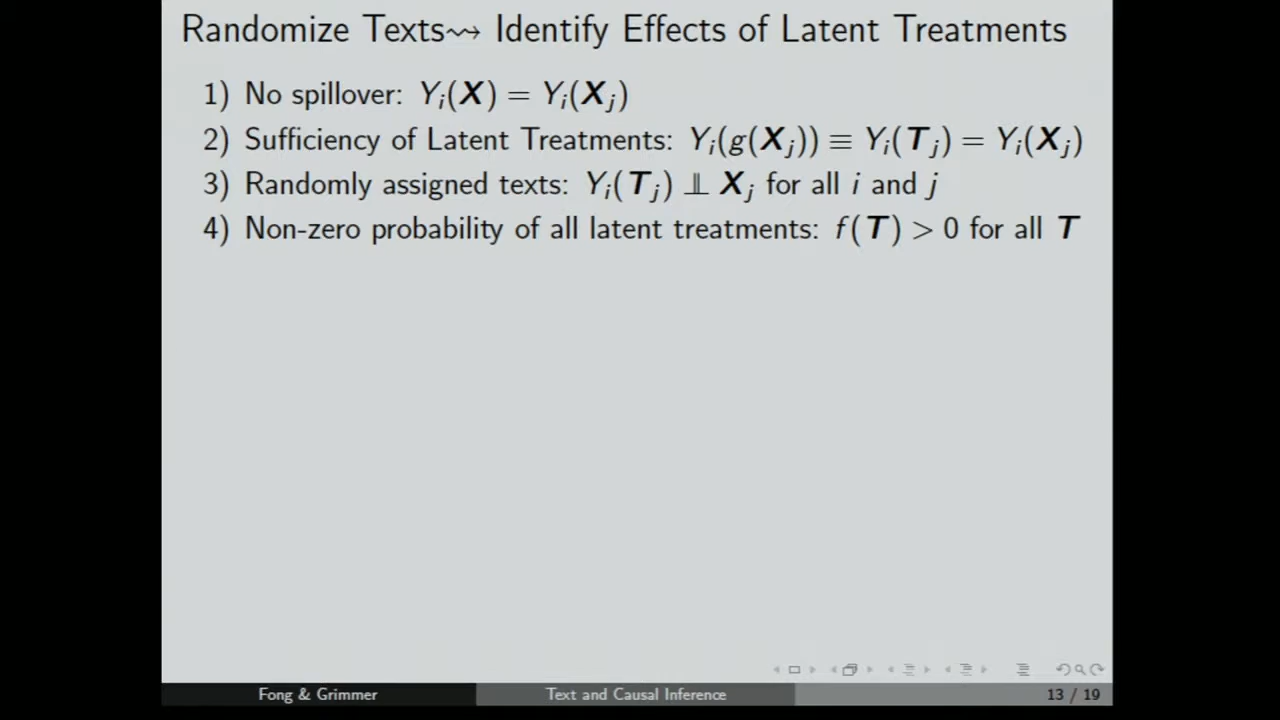 Randomize Texts⇝ Identify Effects of Latent Treatments
1) No spillover: Yᵢ(X) = Yᵢ(Xⱼ)
2) Sufficiency of Latent Treatments: Yᵢ(g(Xⱼ)) ≡ Yᵢ(Tⱼ) = Yᵢ(Xⱼ)
3) Randomly assigned texts: Yᵢ(Tⱼ) ⫫ Xⱼ for all i and j
4) Non-zero probability of all latent treatments: f(T) > 0 for all T
Fong & Grimmer
Text and Causal Inference
13 / 19